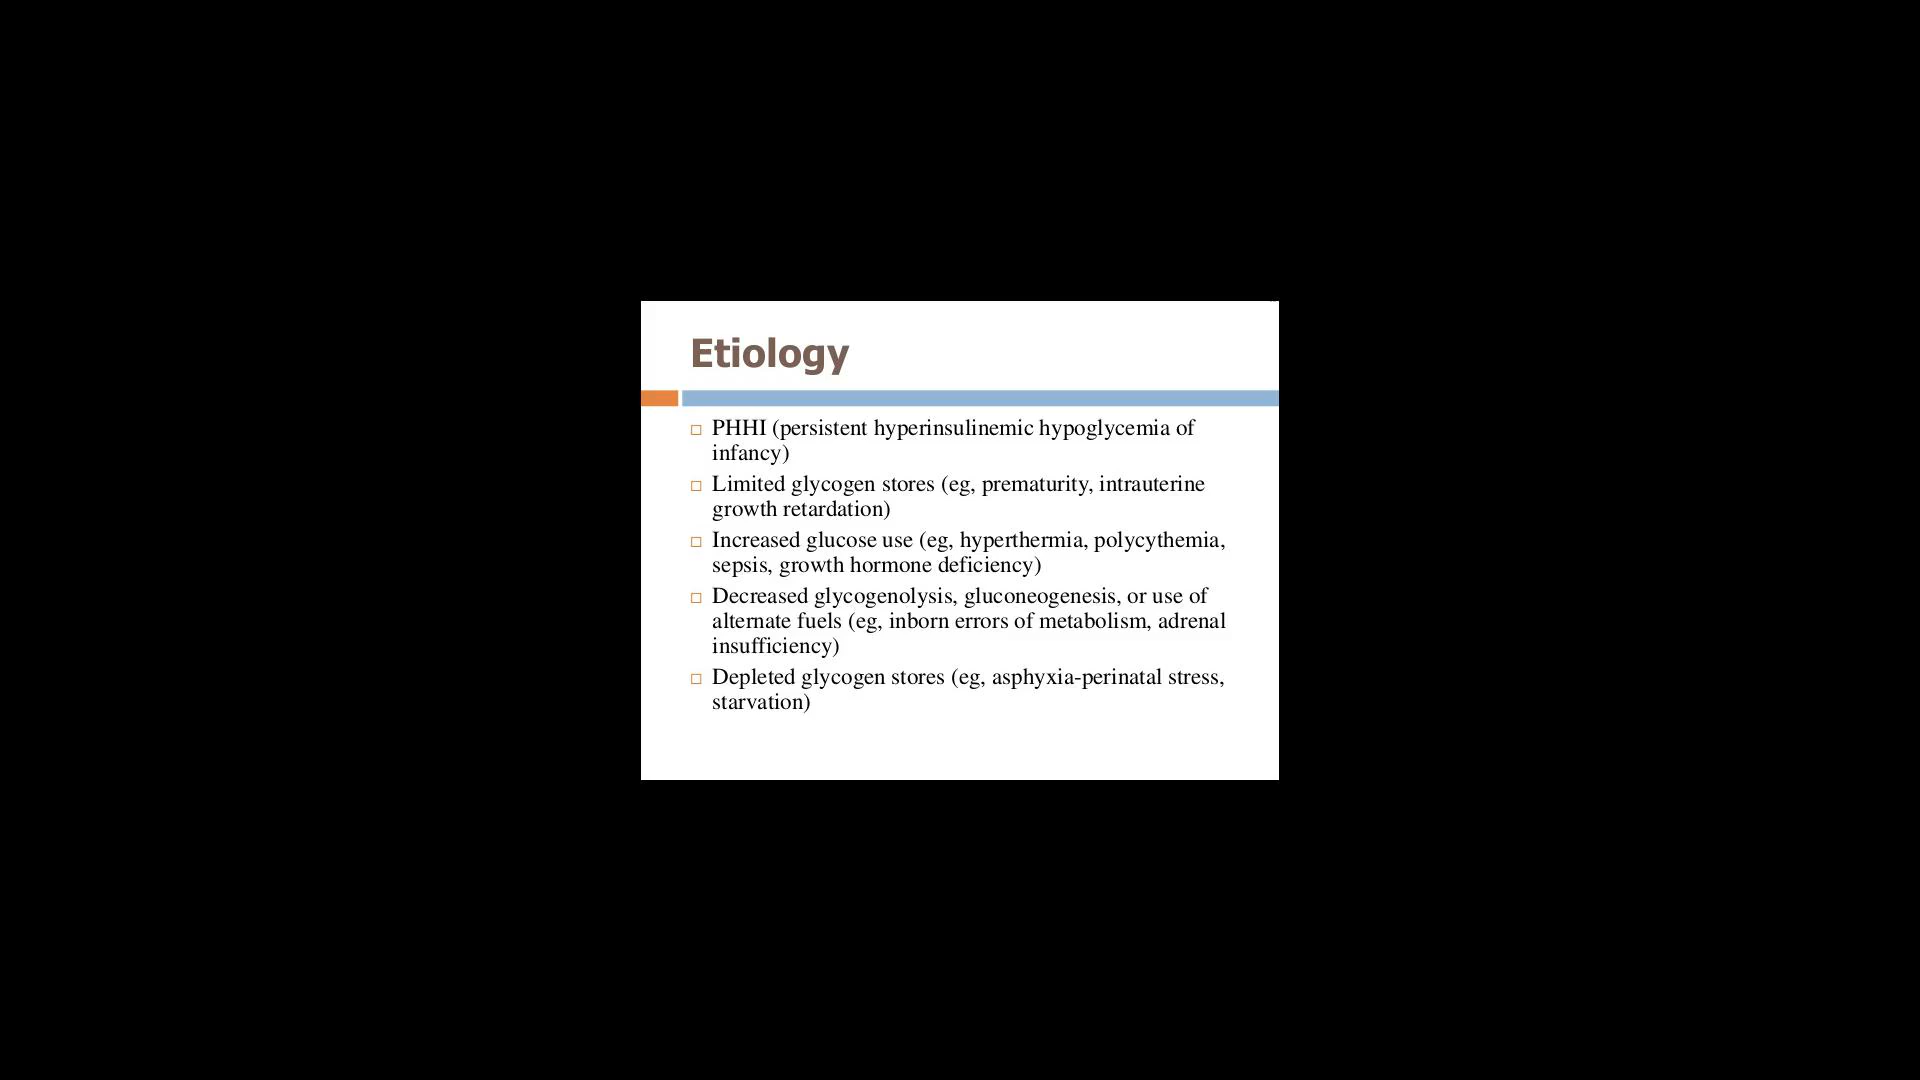 Etiology
PHHI (persistent hyperinsulinemic hypoglycemia of
infancy)
Limited glycogen stores (eg, prematurity, intrauterine
growth retardation)
Increased glucose use (eg, hyperthermia, polycythemia,
sepsis, growth hormone deficiency)
Decreased glycogenolysis, gluconeogenesis, or use of
alternate fuels (eg, inborn errors of metabolism, adrenal
insufficiency)
Depleted glycogen stores (eg, asphyxia-perinatal stress,
starvation)